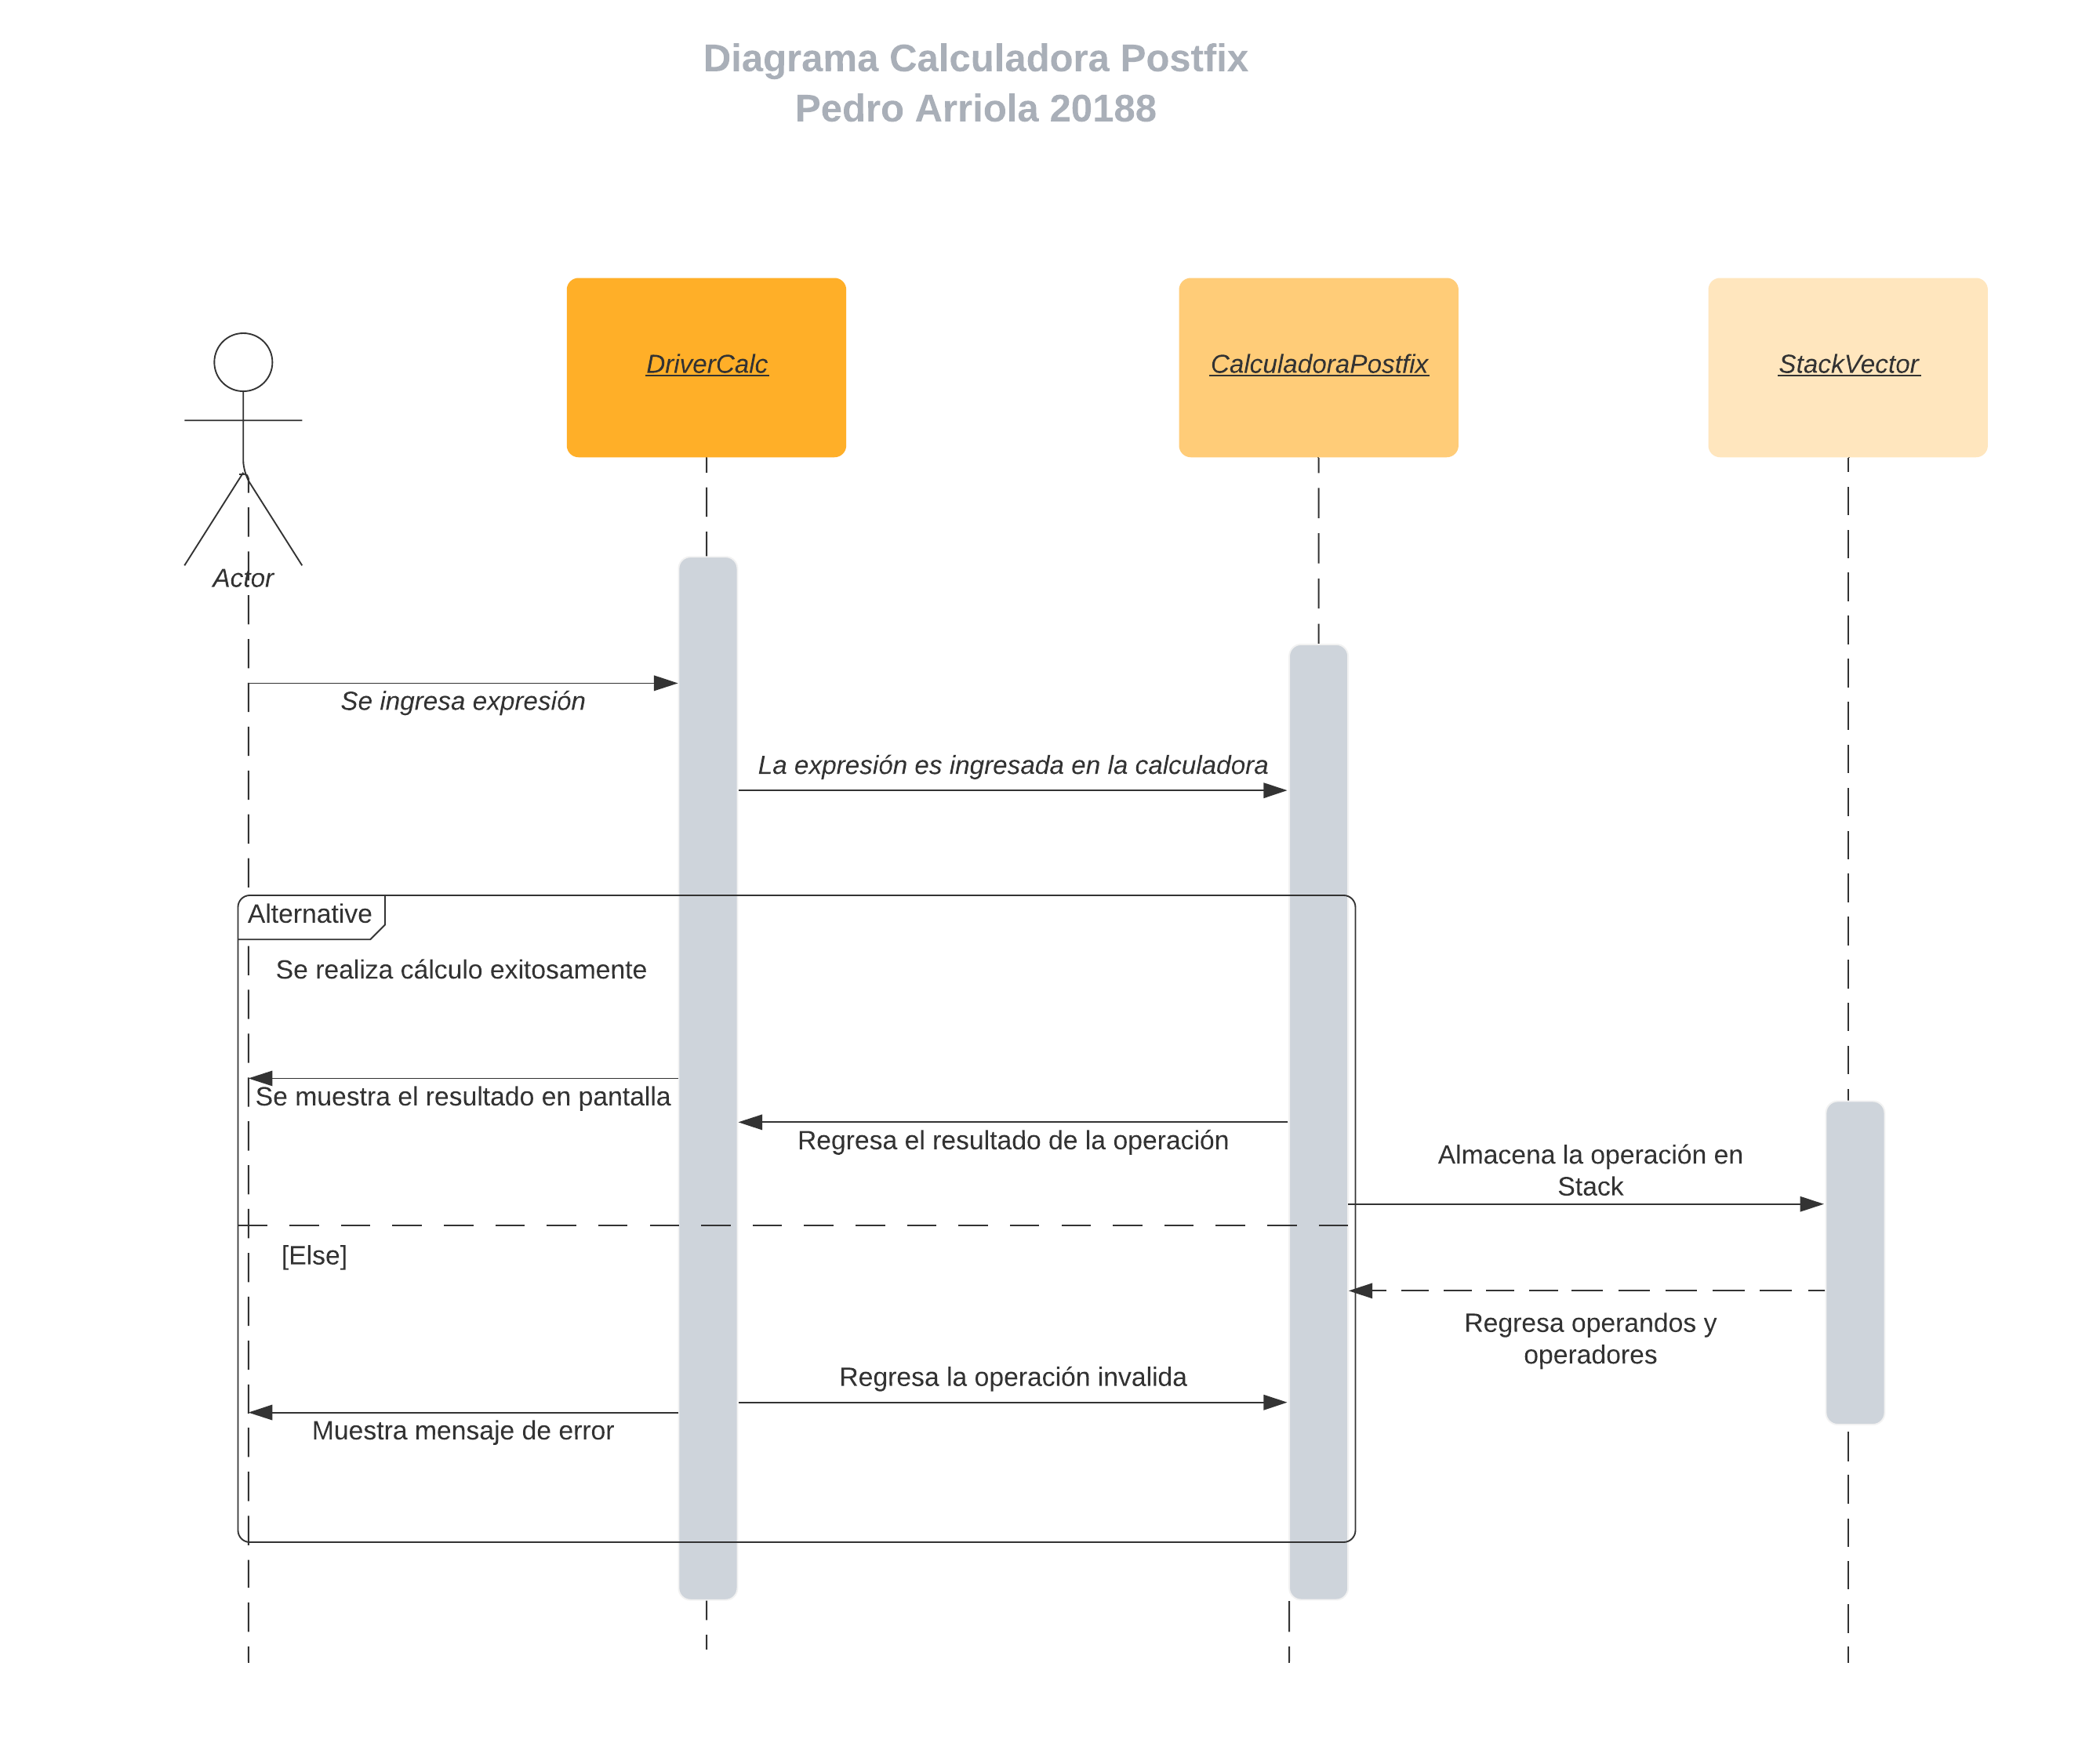 Diagrama Calculadora Postfix
Pedro Arriola 20188
DriverCalc
CalculadoraPostfix
StackVector
Actor
Se ingresa expresión
La expresión es ingresada en la calculadora
Alternative
Se realiza cálculo exitosamente
Se muestra el resultado en pantalla
Regresa el resultado de la operación
Almacena la operación en
Stack
[Else]
Regresa operandos y
operadores
Regresa la operación invalida
Muestra mensaje de error